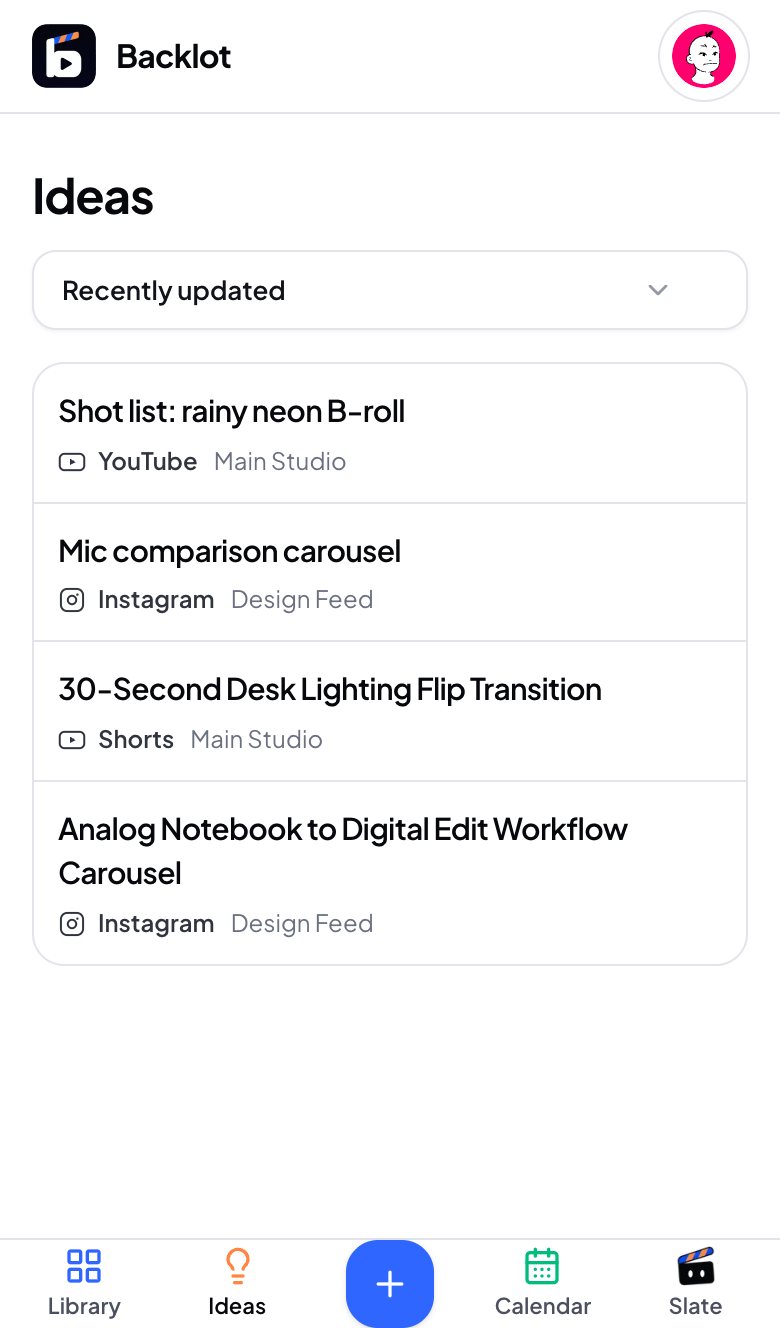 Backlot
Ideas
Recently updated
Shot list: rainy neon B-roll
YouTube Main Studio
Mic comparison carousel
Instagram Design Feed
30-Second Desk Lighting Flip Transition
Shorts Main Studio
Analog Notebook to Digital Edit Workflow
Carousel
Instagram Design Feed
Library Ideas Calendar Slate